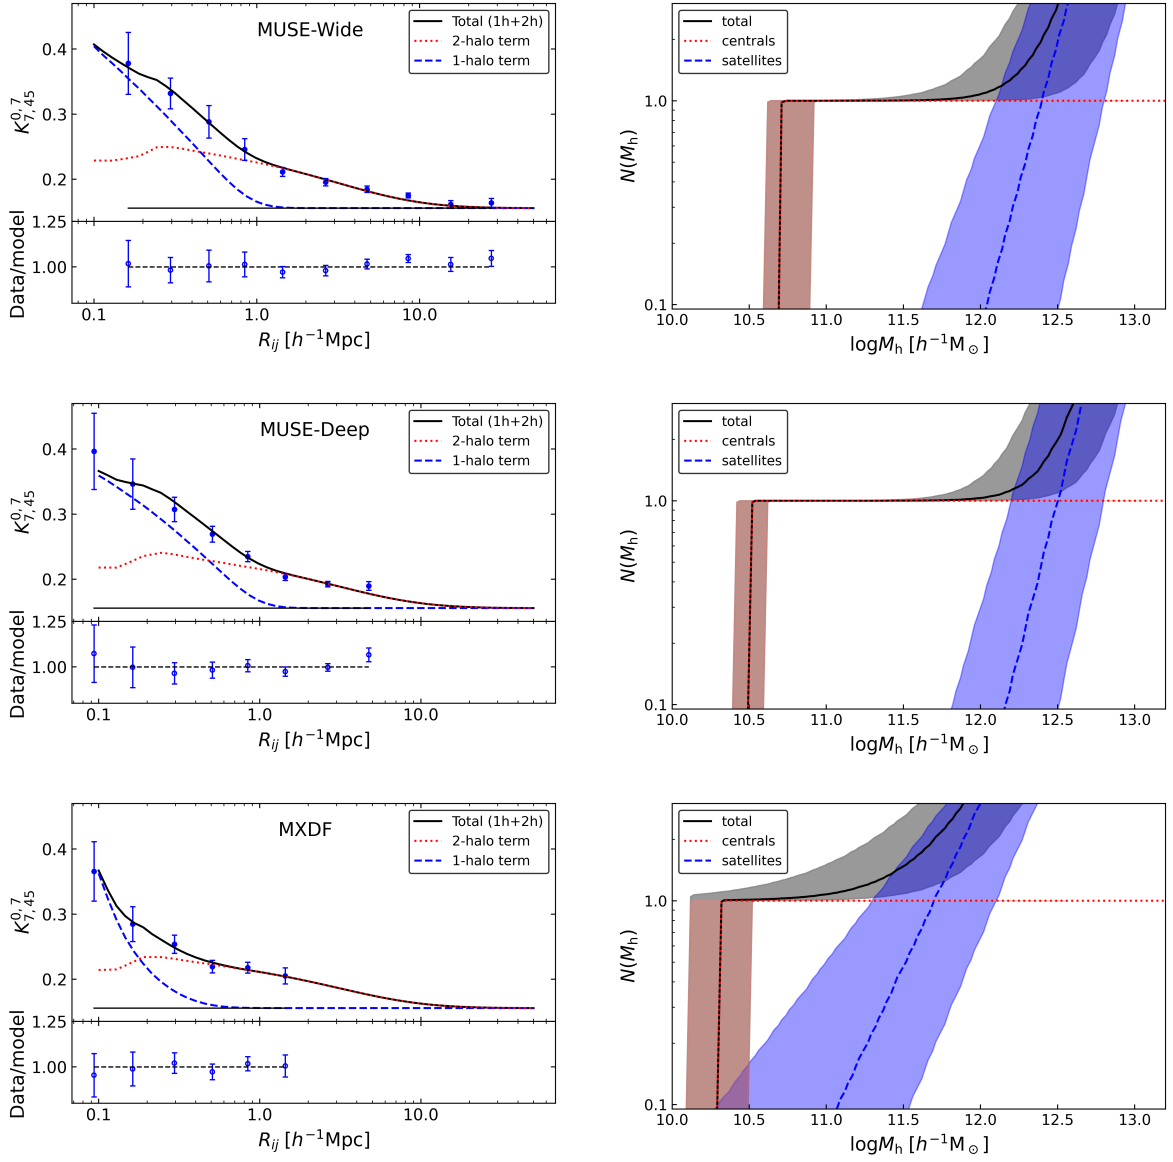 MUSE-Wide
Total (1h+2h)
2-halo term
1-halo term
0.4
0.3
0.2
K^{0,7}_{7,45}
1.25
1.00
Data/model
0.1 1.0 10.0
R_{ij} [h^{-1}Mpc]
total
centrals
satellites
1.0
0.1
N(M_h)
10.0 10.5 11.0 11.5 12.0 12.5 13.0
logM_h [h^{-1}M_⊙]
MUSE-Deep
Total (1h+2h)
2-halo term
1-halo term
0.4
0.3
0.2
K^{0,7}_{7,45}
1.25
1.00
Data/model
0.1 1.0 10.0
R_{ij} [h^{-1}Mpc]
total
centrals
satellites
1.0
0.1
N(M_h)
10.0 10.5 11.0 11.5 12.0 12.5 13.0
logM_h [h^{-1}M_⊙]
MXDF
Total (1h+2h)
2-halo term
1-halo term
0.4
0.3
0.2
K^{0,7}_{7,45}
1.25
1.00
Data/model
0.1 1.0 10.0
R_{ij} [h^{-1}Mpc]
total
centrals
satellites
1.0
0.1
N(M_h)
10.0 10.5 11.0 11.5 12.0 12.5 13.0
logM_h [h^{-1}M_⊙]